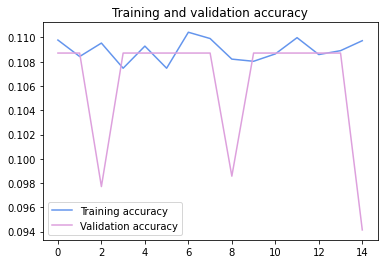 Training and validation accuracy
0.110
0.108
0.106
0.104
0.102
0.100
0.098
0.096
0.094
Training accuracy
Validation accuracy
0 2 4 6 8 10 12 14